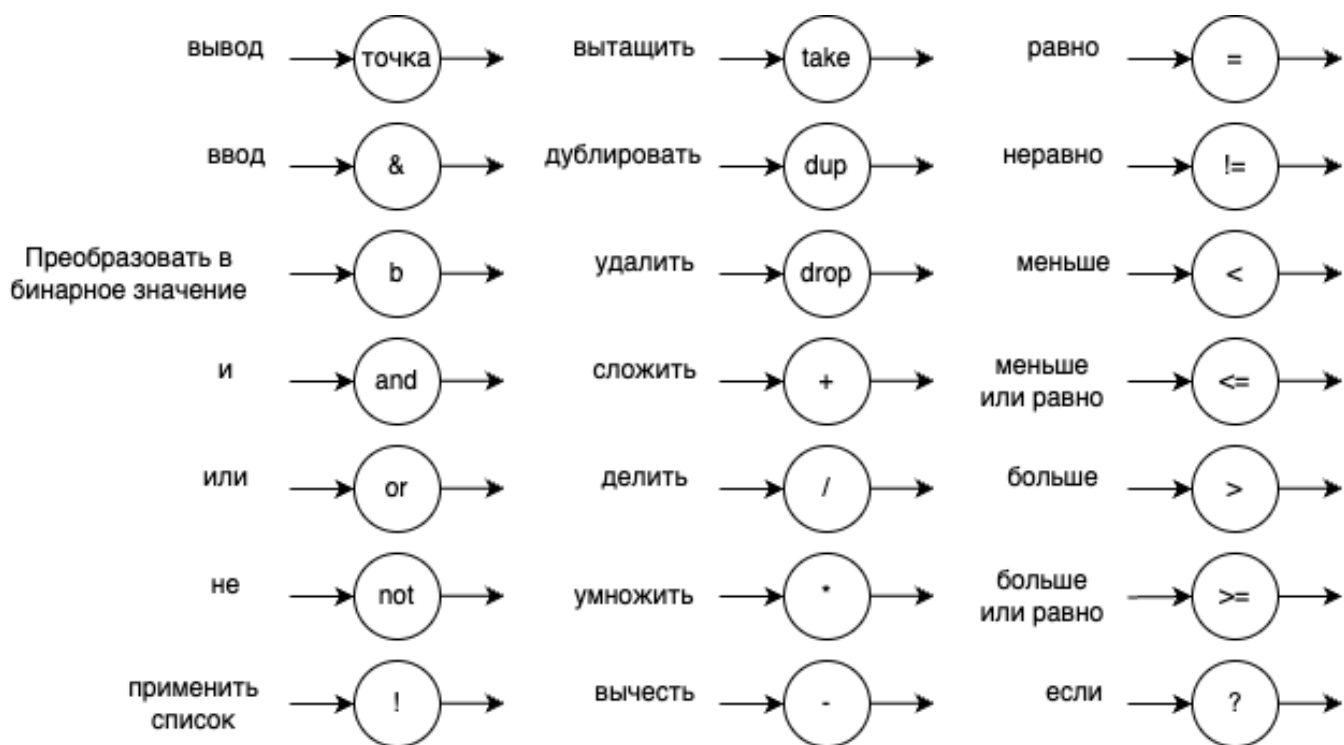 вывод
точка
вытащить
take
равно
=
ввод
&
дублировать
dup
неравно
!=
Преобразовать в
бинарное значение
b
удалить
drop
меньше
<
и
and
сложить
+
меньше
или равно
<=
или
or
делить
/
больше
>
не
not
умножить
*
больше
или равно
>=
применить
список
!
вычесть
-
если
?